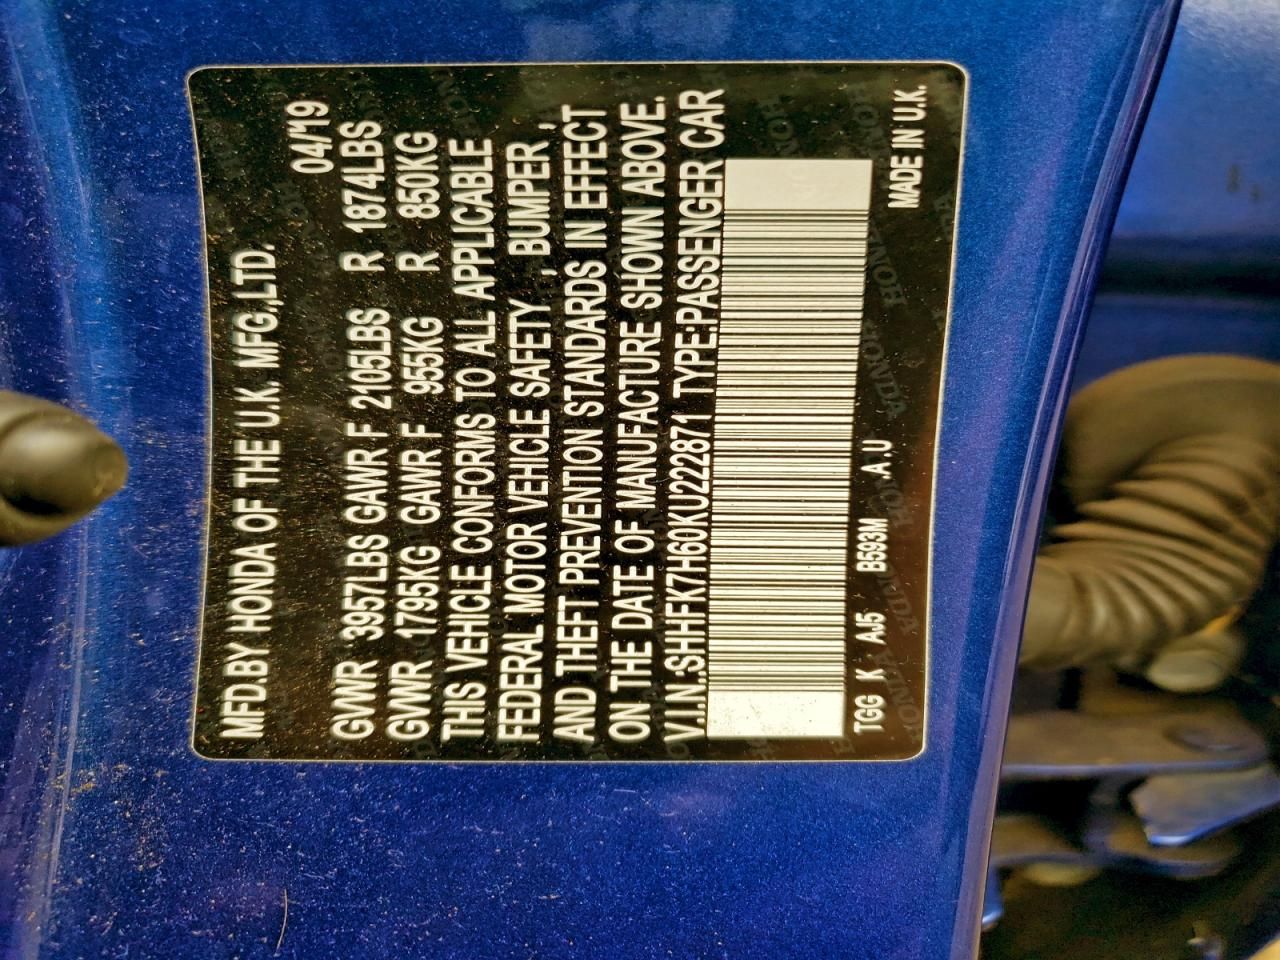 MFD.BY HONDA OF THE U.K. MFG.,LTD.
04/'19
GVWR 3957LBS GAWR F 2105LBS R 1874LBS
GVWR 1795KG GAWR F 955KG R 850KG
THIS VEHICLE CONFORMS TO ALL APPLICABLE
FEDERAL MOTOR VEHICLE SAFETY , BUMPER ,
AND THEFT PREVENTION STANDARDS IN EFFECT
ON THE DATE OF MANUFACTURE SHOWN ABOVE.
V.I.N.:SHHFK7H60KU222871 TYPE:PASSENGER CAR
TGG K AJ5 B593M .A .U
MADE IN U.K.